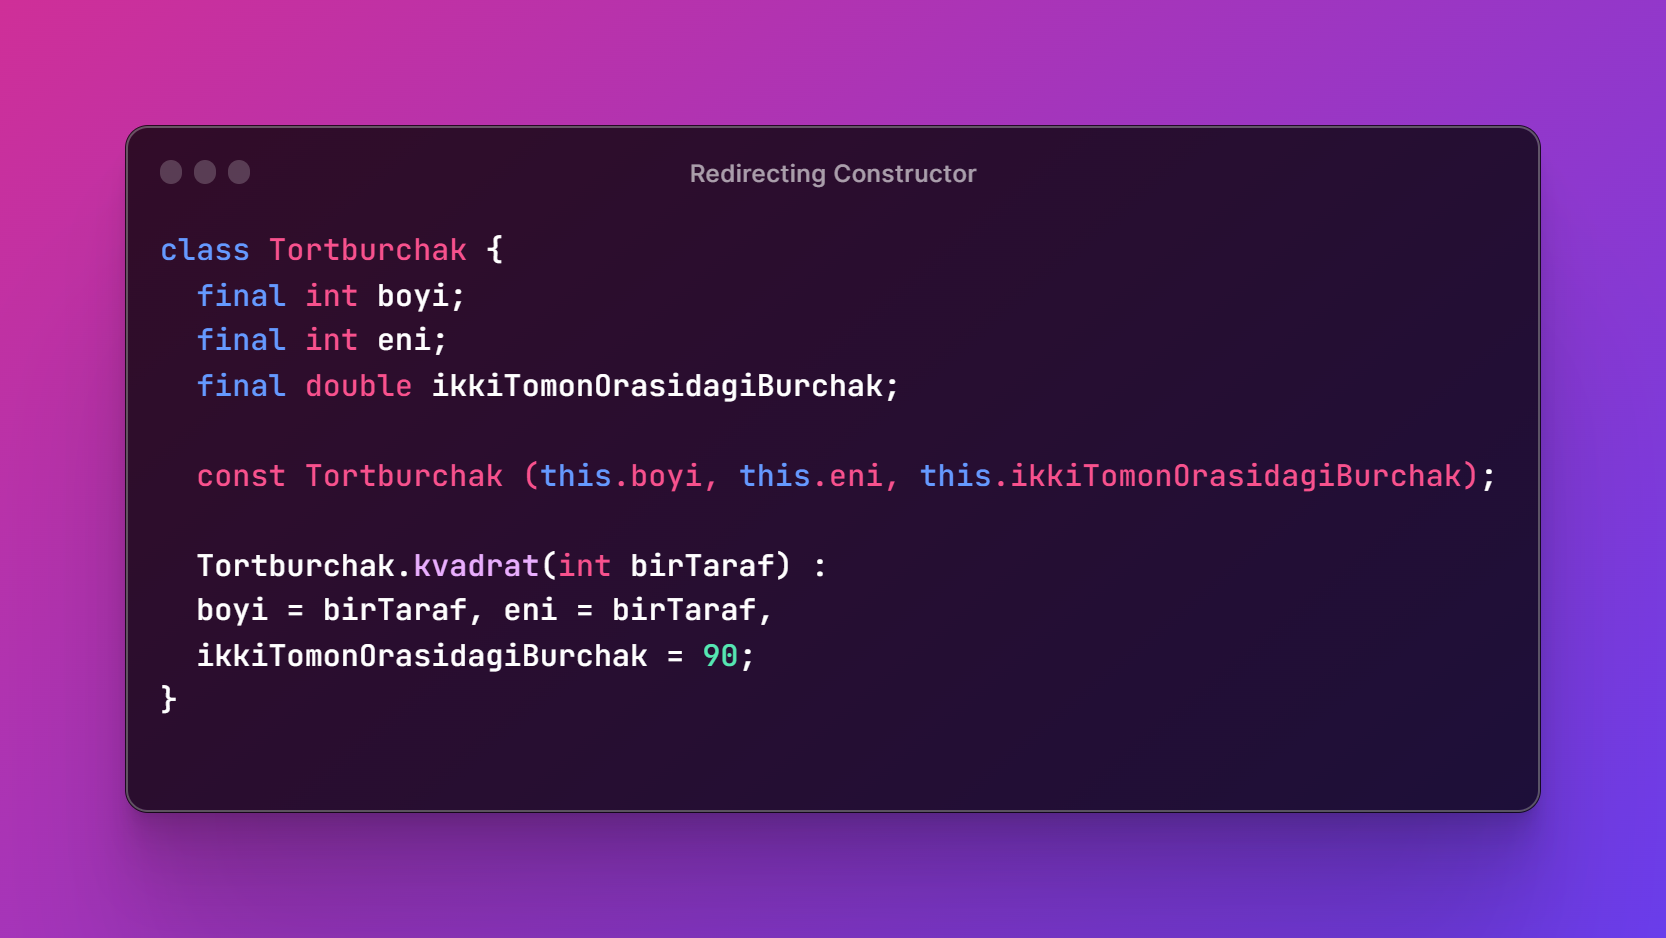 Redirecting Constructor
class Tortburchak {
  final int boyi;
  final int eni;
  final double ikkiTomonOrasidagiBurchak;
  const Tortburchak (this.boyi, this.eni, this.ikkiTomonOrasidagiBurchak);
  Tortburchak.kvadrat(int birTaraf) :
  boyi = birTaraf, eni = birTaraf,
  ikkiTomonOrasidagiBurchak = 90;
}